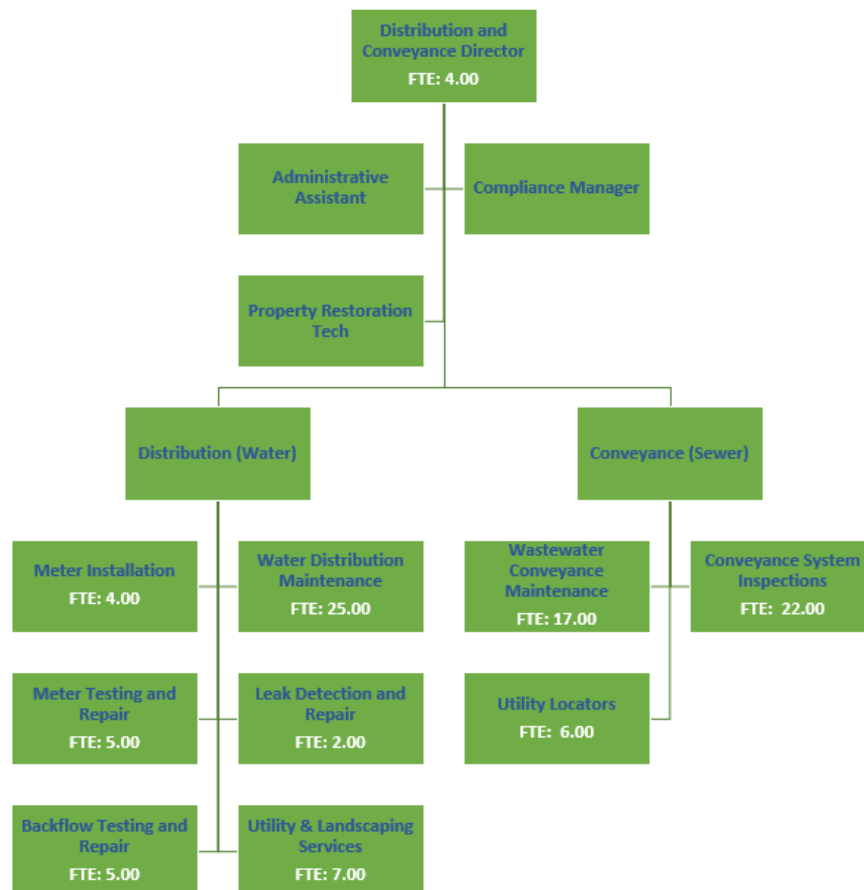 Distribution and
Conveyance Director
FTE: 4.00
Administrative
Assistant
Compliance Manager
Property Restoration
Tech
Distribution (Water)
Conveyance (Sewer)
Meter Installation
FTE: 4.00
Water Distribution
Maintenance
FTE: 25.00
Wastewater
Conveyance
Maintenance
FTE: 17.00
Conveyance System
Inspections
FTE: 22.00
Meter Testing and
Repair
FTE: 5.00
Leak Detection and
Repair
FTE: 2.00
Utility Locators
FTE: 6.00
Backflow Testing and
Repair
FTE: 5.00
Utility & Landscaping
Services
FTE: 7.00